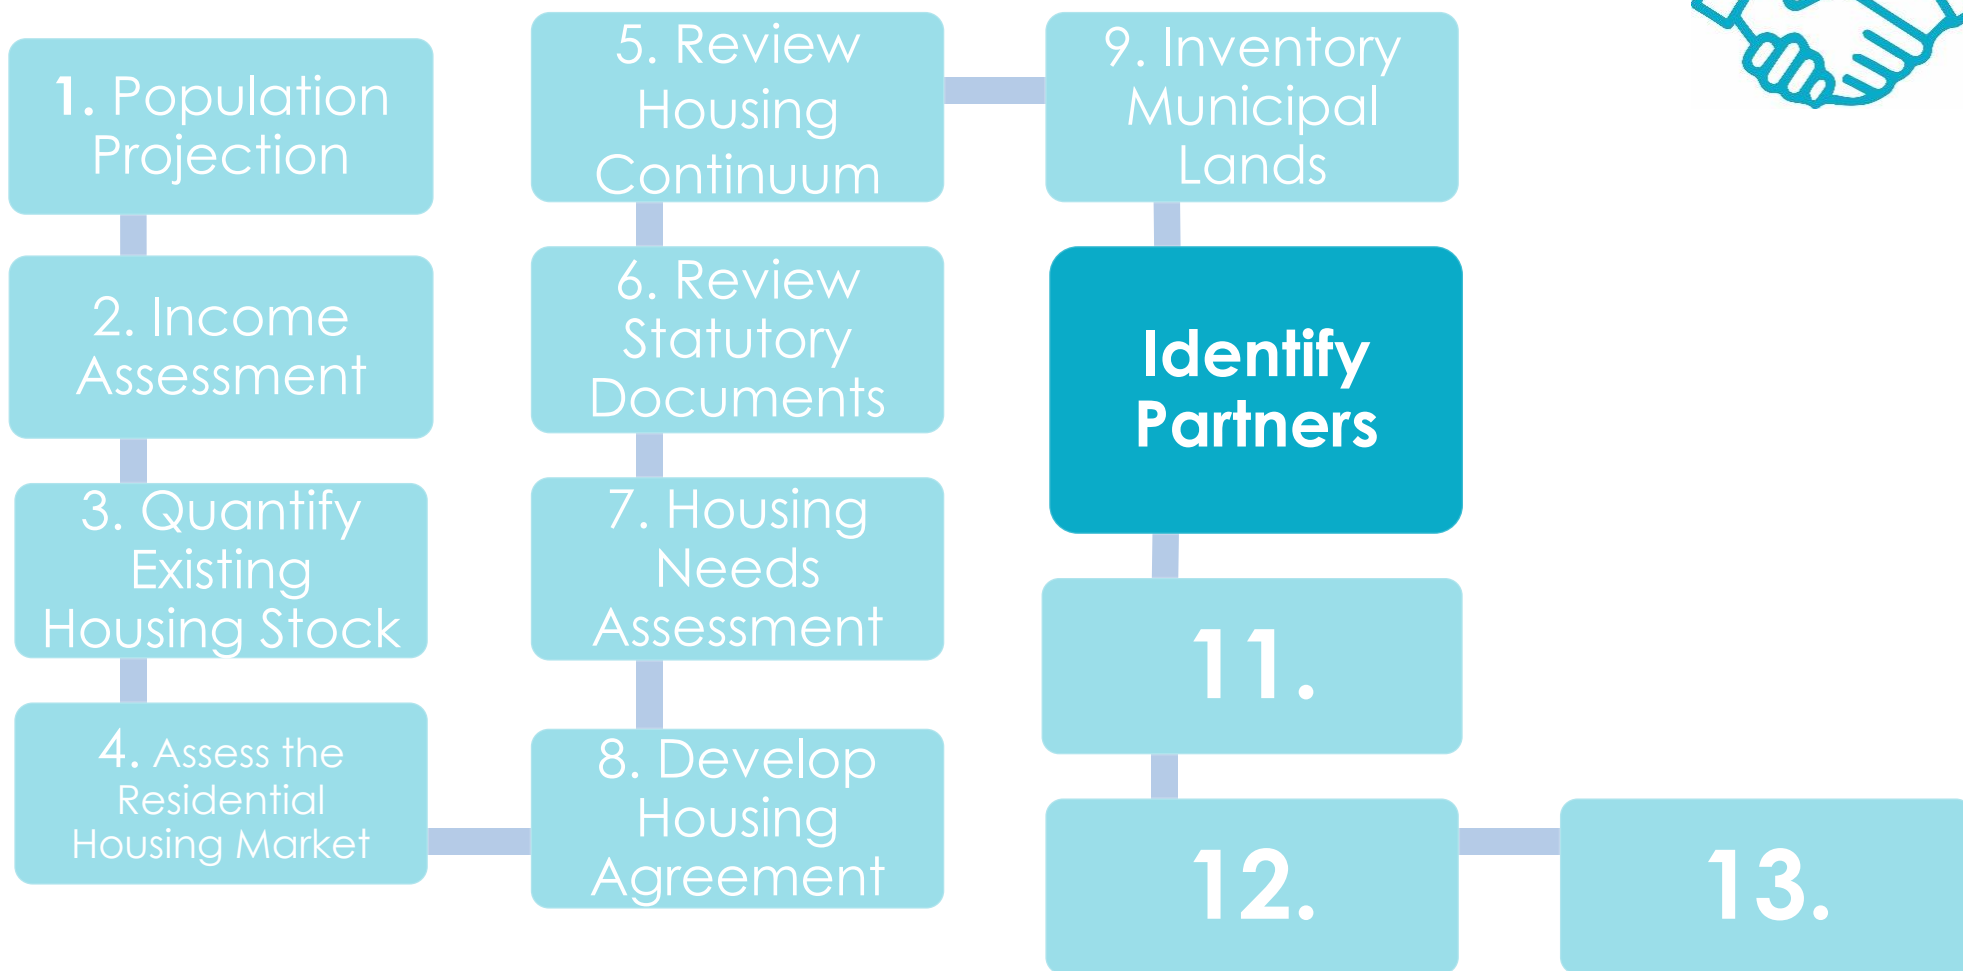 1. Population
Projection
2. Income
Assessment
3. Quantify
Existing
Housing Stock
4. Assess the
Residential
Housing Market
5. Review
Housing
Continuum
6. Review
Statutory
Documents
7. Housing
Needs
Assessment
8. Develop
Housing
Agreement
9. Inventory
Municipal
Lands
Identify
Partners
11.
12.
13.